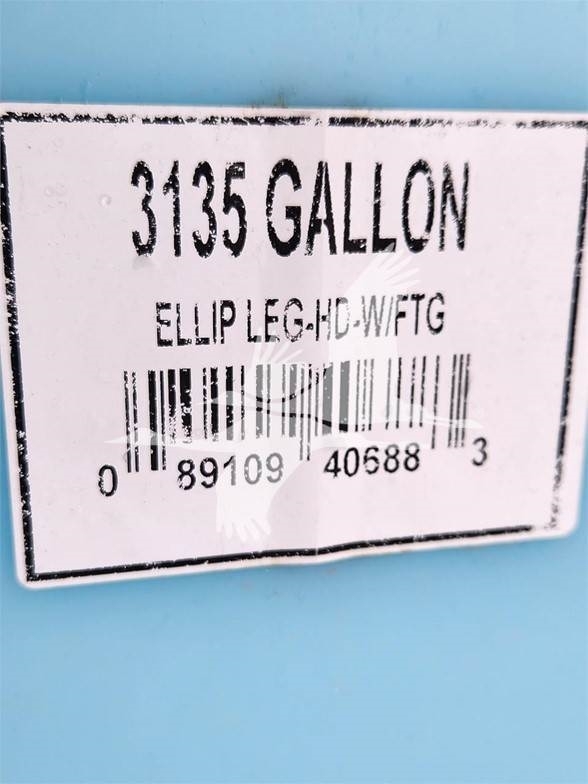 3135 GALLON
ELLIP LEG-HD-W/FTG
0 89109 40688 3